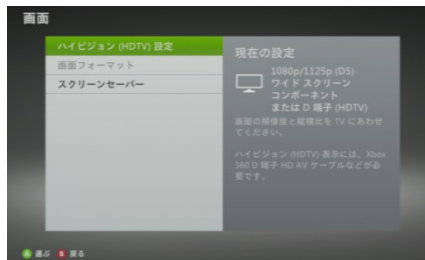 画面
ハイビジョン (HDTV) 設定
画面フォーマット
スクリーンセーバー
現在の設定
1080p/1125p (D5)
ワイド スクリーン
コンポーネント
または D 端子 (HDTV)
画面の解像度と縦横比を TV にあわせ
てください。
ハイビジョン (HDTV) 表示には、Xbox
360 D 端子 HD AV ケーブルなどが必
要です。
A 選ぶ B 戻る